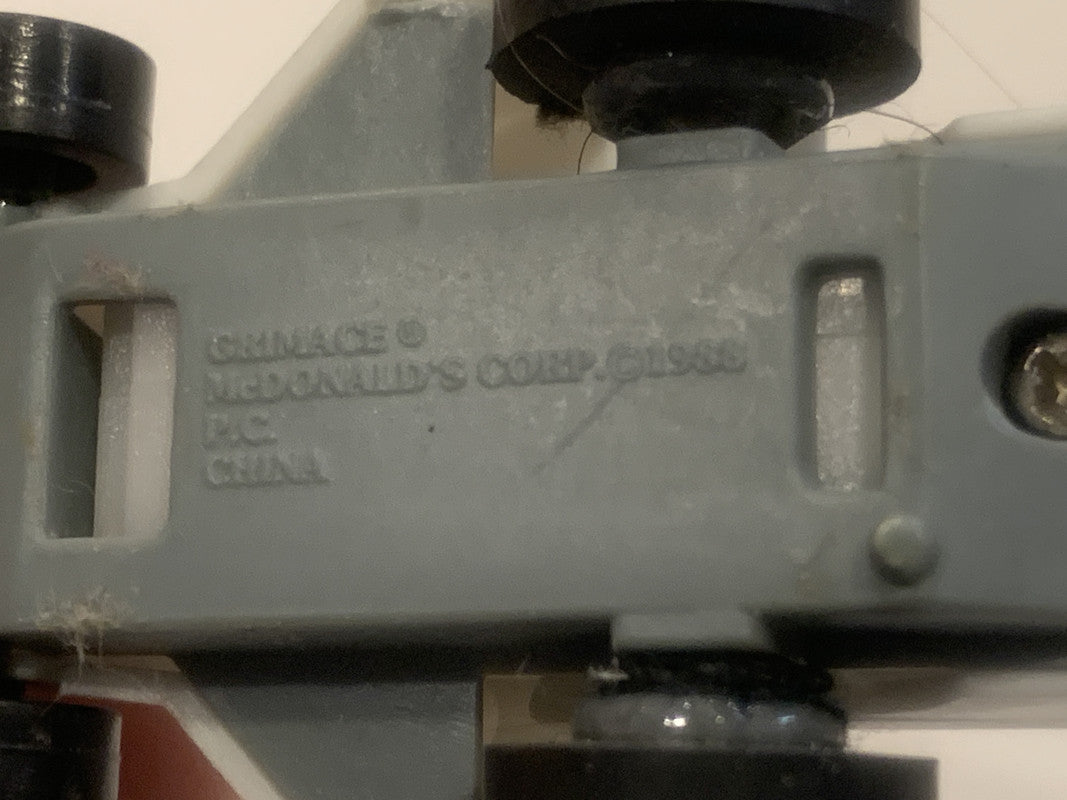 GRIMACE ®
McDONALD'S CORP. ©1988
P.C.
CHINA